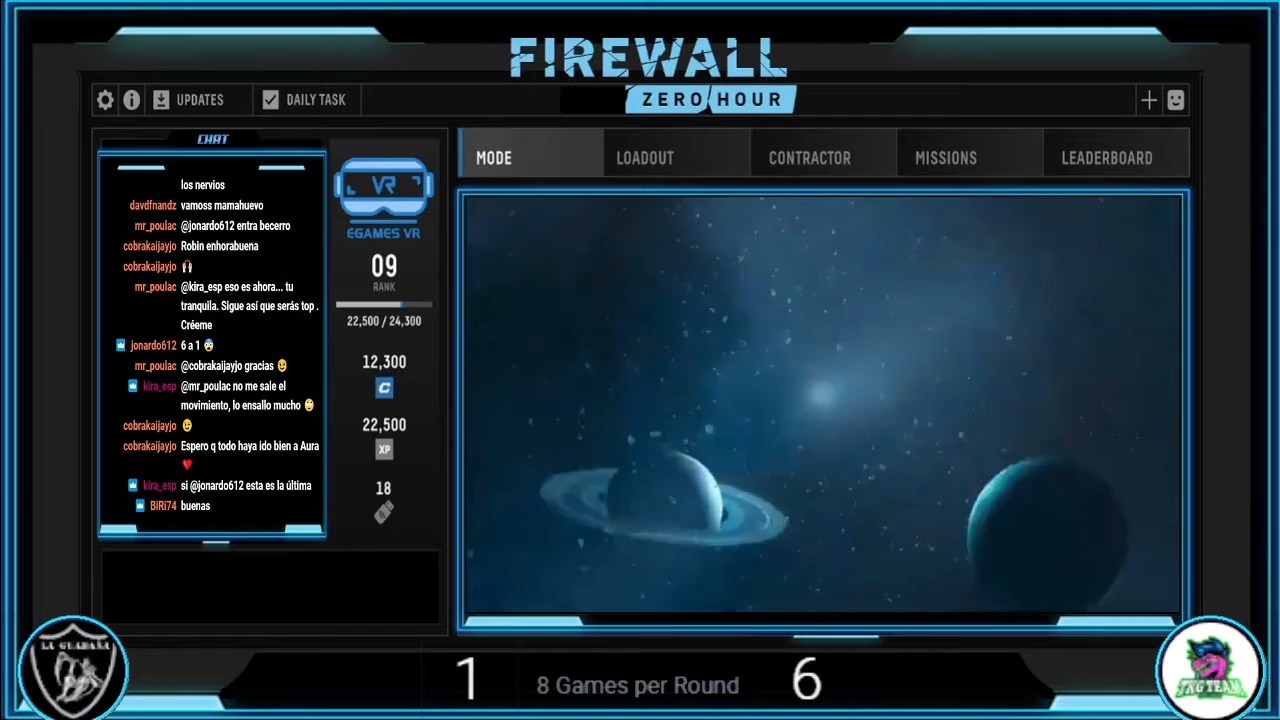 FIREWALL
ZERO HOUR
UPDATES
DAILY TASK
CHAT
los nervios
davdfnandz vamoss mamahuevo
mr_poulac @jonardo612 entra becerro
cobrakaijayjo Robin enhorabuena
cobrakaijayjo
mr_poulac @kira_esp eso es ahora... tu
tranquila. Sigue así que serás top .
Créeme
jonardo612 6 a 1
mr_poulac @cobrakaijayjo gracias
kira_esp @mr_poulac no me sale el
movimiento, lo ensallo mucho
cobrakaijayjo
cobrakaijayjo Espero q todo haya ido bien a Aura
kira_esp si @jonardo612 esta es la última
BiRi74 buenas
VR
EGAMES VR
09
RANK
22,500 / 24,300
12,300
C
22,500
XP
18
MODE
LOADOUT
CONTRACTOR
MISSIONS
LEADERBOARD
LA GUADAÑA
1
8 Games per Round
6
TEAM